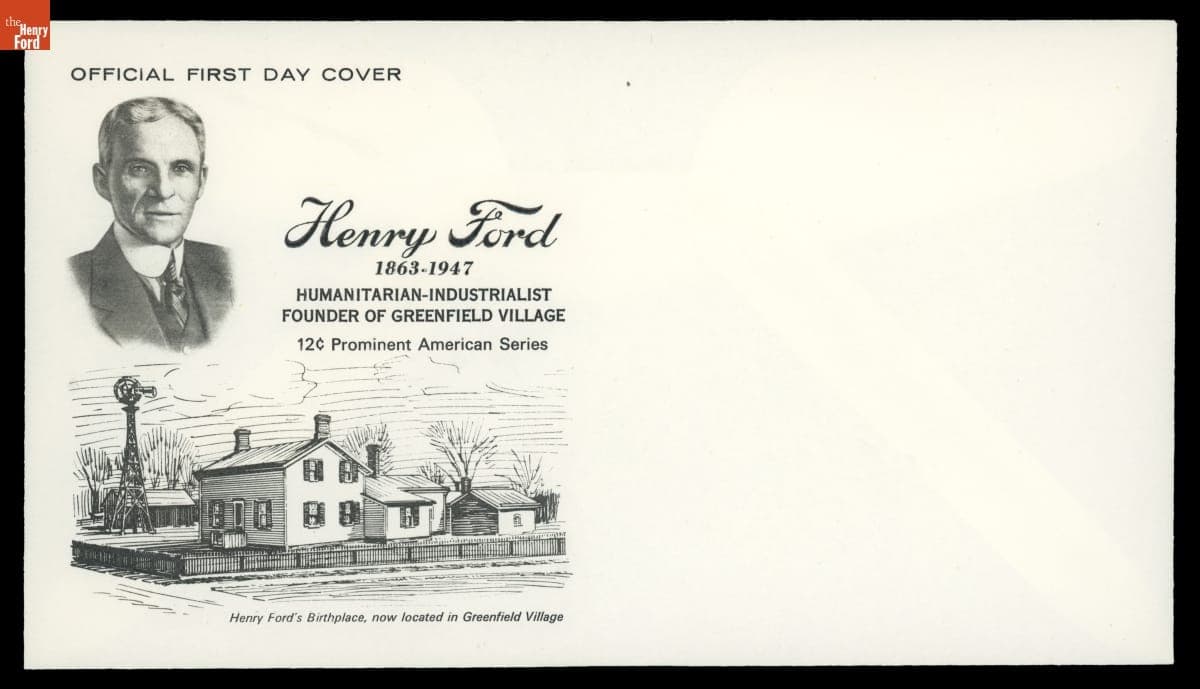 the
Henry
Ford
OFFICIAL FIRST DAY COVER
Henry Ford
1863-1947
HUMANITARIAN-INDUSTRIALIST
FOUNDER OF GREENFIELD VILLAGE
12¢ Prominent American Series
Henry Ford's Birthplace, now located in Greenfield Village